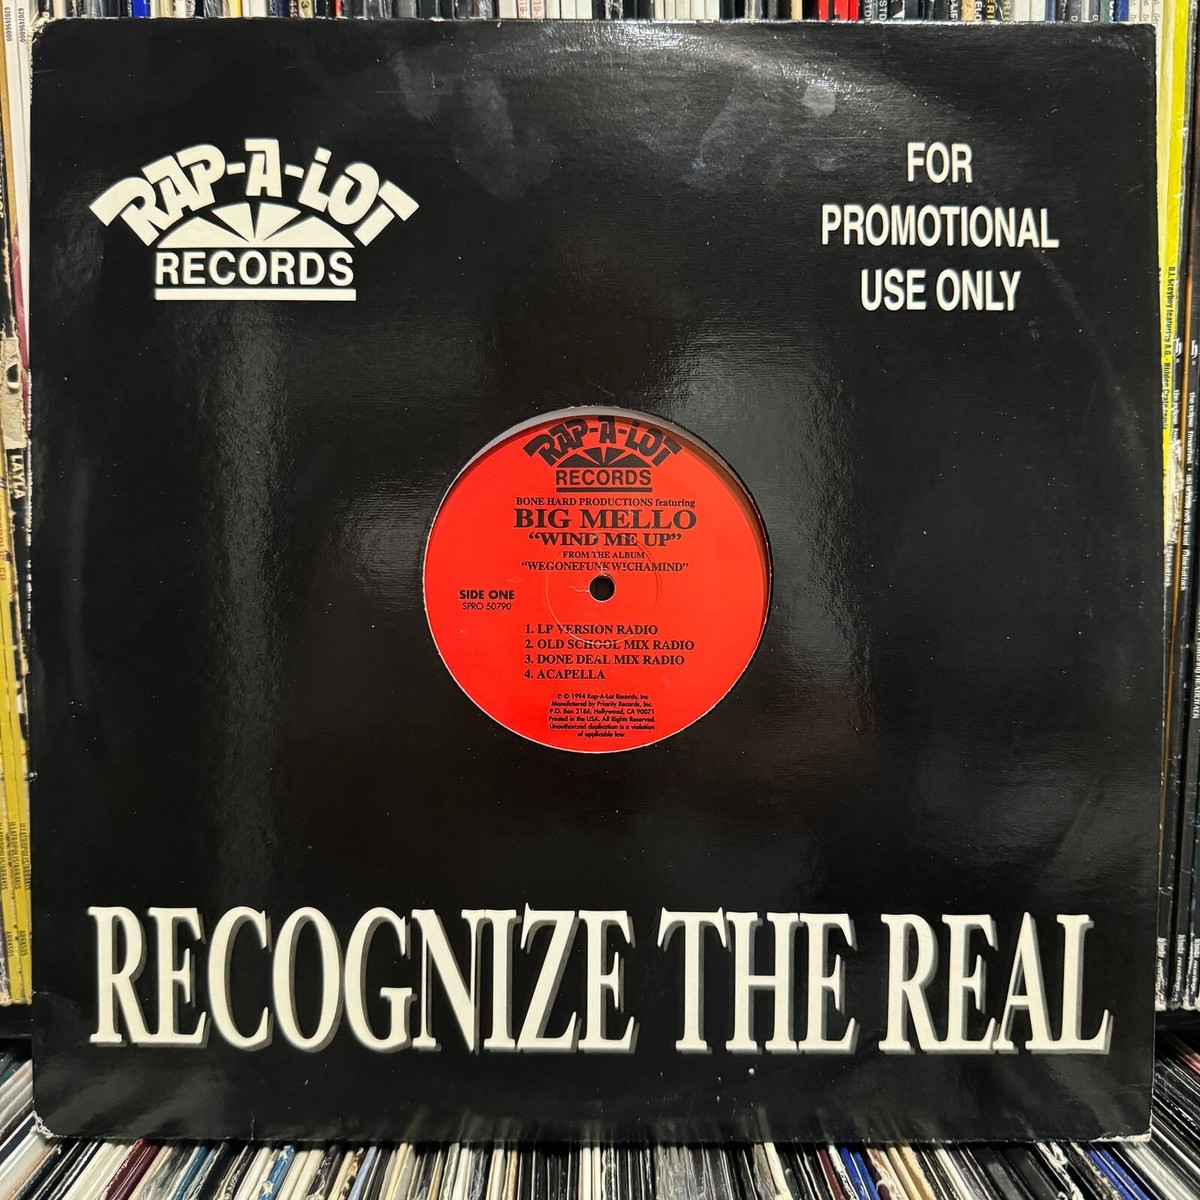 RAP-A-LOT
RECORDS
FOR
PROMOTIONAL
USE ONLY
RAP-A-LOT
RECORDS
BONE HARD PRODUCTIONS featuring
BIG MELLO
"WIND ME UP"
FROM THE ALBUM
"WEGONEFUNKWICHAMIND"
SIDE ONE
SPRO 50790
1. LP VERSION RADIO
2. OLD SCHOOL MIX RADIO
3. DONE DEAL MIX RADIO
4. ACAPELLA
℗ © 1994 Rap-A-Lot Records, Inc
Manufatured by Priority Records, Inc.
P.O. Box 2186, Hollywood, CA 90071
Printed in the USA. All Rights Reserved.
Unauthorized duplication is a violation
of applicable law.
RECOGNIZE THE REAL
LAYLA